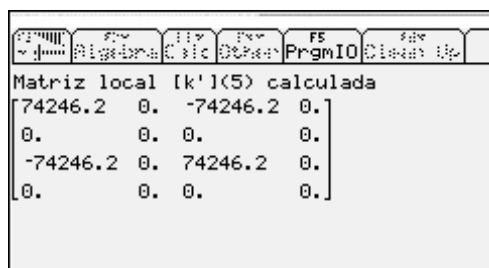 F5
PrgmIO
Matriz local [k'](5) calculada
[74246.2 0. -74246.2 0.]
0. 0. 0. 0.
-74246.2 0. 74246.2 0.
0. 0. 0. 0.